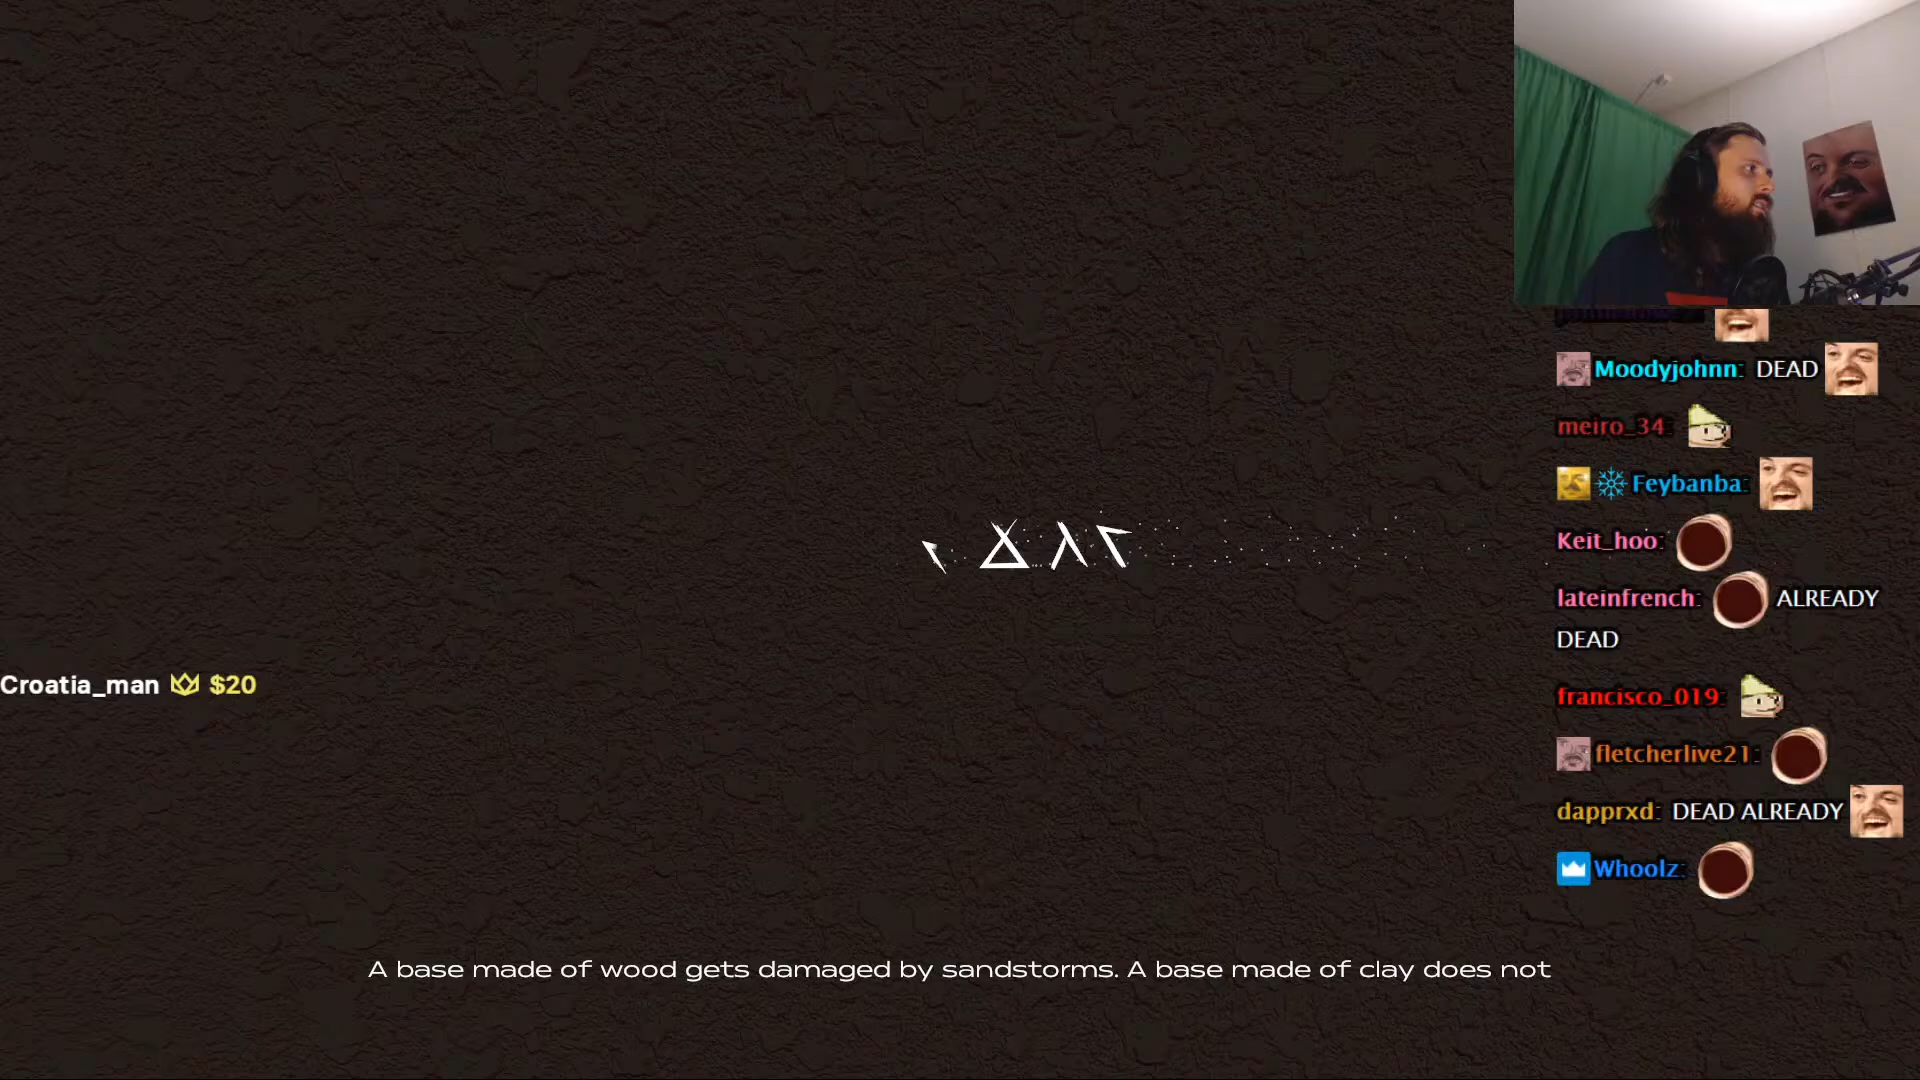 Moodyjohnn: DEAD
meiro_34:
Feybanba:
Keit_hoo:
lateinfrench: ALREADY
DEAD
Croatia_man $20
francisco_019:
fletcherlive21:
dapprxd: DEAD ALREADY
Whoolz:
A base made of wood gets damaged by sandstorms. A base made of clay does not